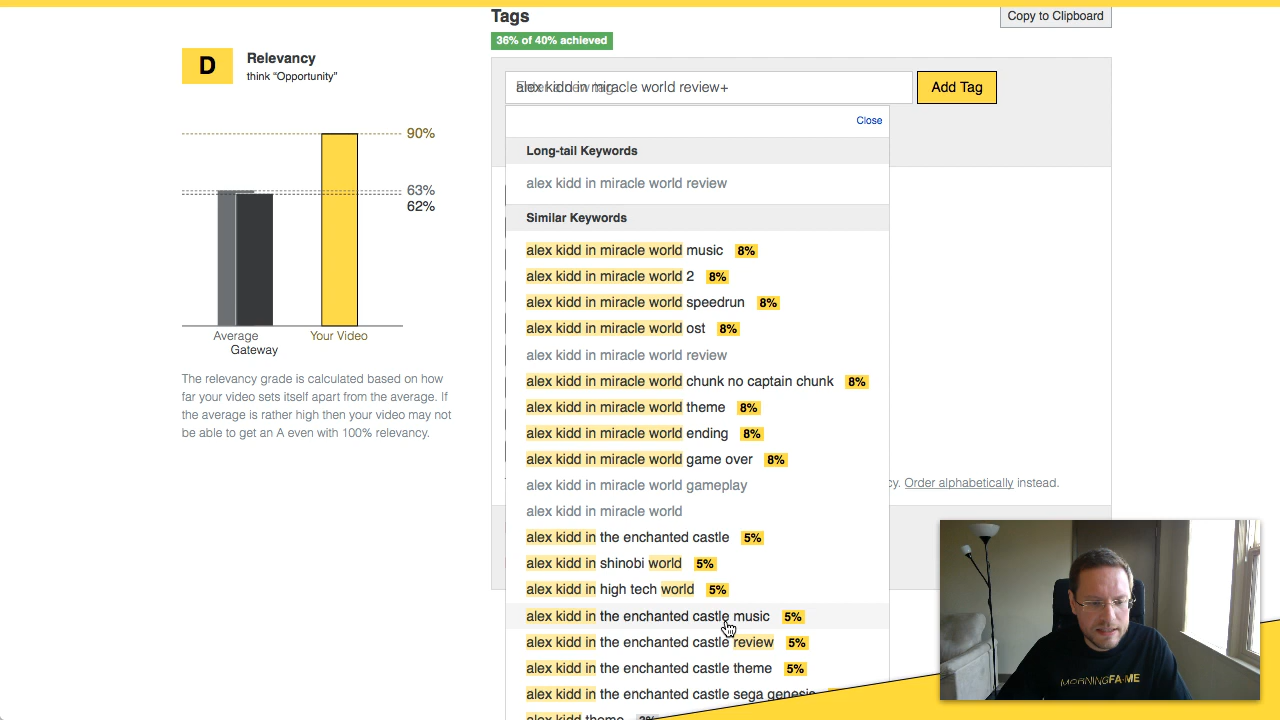 Tags
Copy to Clipboard
36% of 40% achieved
D
Relevancy
think "Opportunity"
alex kidd in miracle world review+
Add Tag
Close
90%
63%
62%
Average
Gateway
Your Video
The relevancy grade is calculated based on how
far your video sets itself apart from the average. If
the average is rather high then your video may not
be able to get an A even with 100% relevancy.
Long-tail Keywords
alex kidd in miracle world review
Similar Keywords
alex kidd in miracle world music 8%
alex kidd in miracle world 2 8%
alex kidd in miracle world speedrun 8%
alex kidd in miracle world ost 8%
alex kidd in miracle world review
alex kidd in miracle world chunk no captain chunk 8%
alex kidd in miracle world theme 8%
alex kidd in miracle world ending 8%
alex kidd in miracle world game over 8%
alex kidd in miracle world gameplay
cy. Order alphabetically instead.
alex kidd in miracle world
alex kidd in the enchanted castle 5%
alex kidd in shinobi world 5%
alex kidd in high tech world 5%
alex kidd in the enchanted castle music 5%
alex kidd in the enchanted castle review 5%
alex kidd in the enchanted castle theme 5%
alex kidd in the enchanted castle sega genesis
alex kidd theme
MORNINGFAME